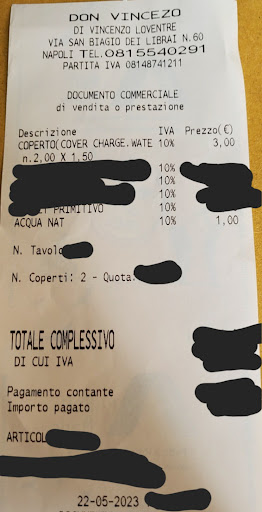 DON VINCEZO
DI VINCENZO LOVENTRE
VIA SAN BIAGIO DEI LIBRAI N.60
NAPOLI TEL.0815540291
PARTITA IVA 08148741211
DOCUMENTO COMMERCIALE
di vendita o prestazione
Descrizione IVA Prezzo(€)
COPERTO(COVER CHARGE.WATE 10% 3,00
n.2,00 X 1,50
10%
10%
10%
PRIMITIVO 10%
ACQUA NAT 10% 1,00
N. Tavolo
N. Coperti: 2 - Quota:
TOTALE COMPLESSIVO
DI CUI IVA
Pagamento contante
Importo pagato
ARTICOL
22-05-2023